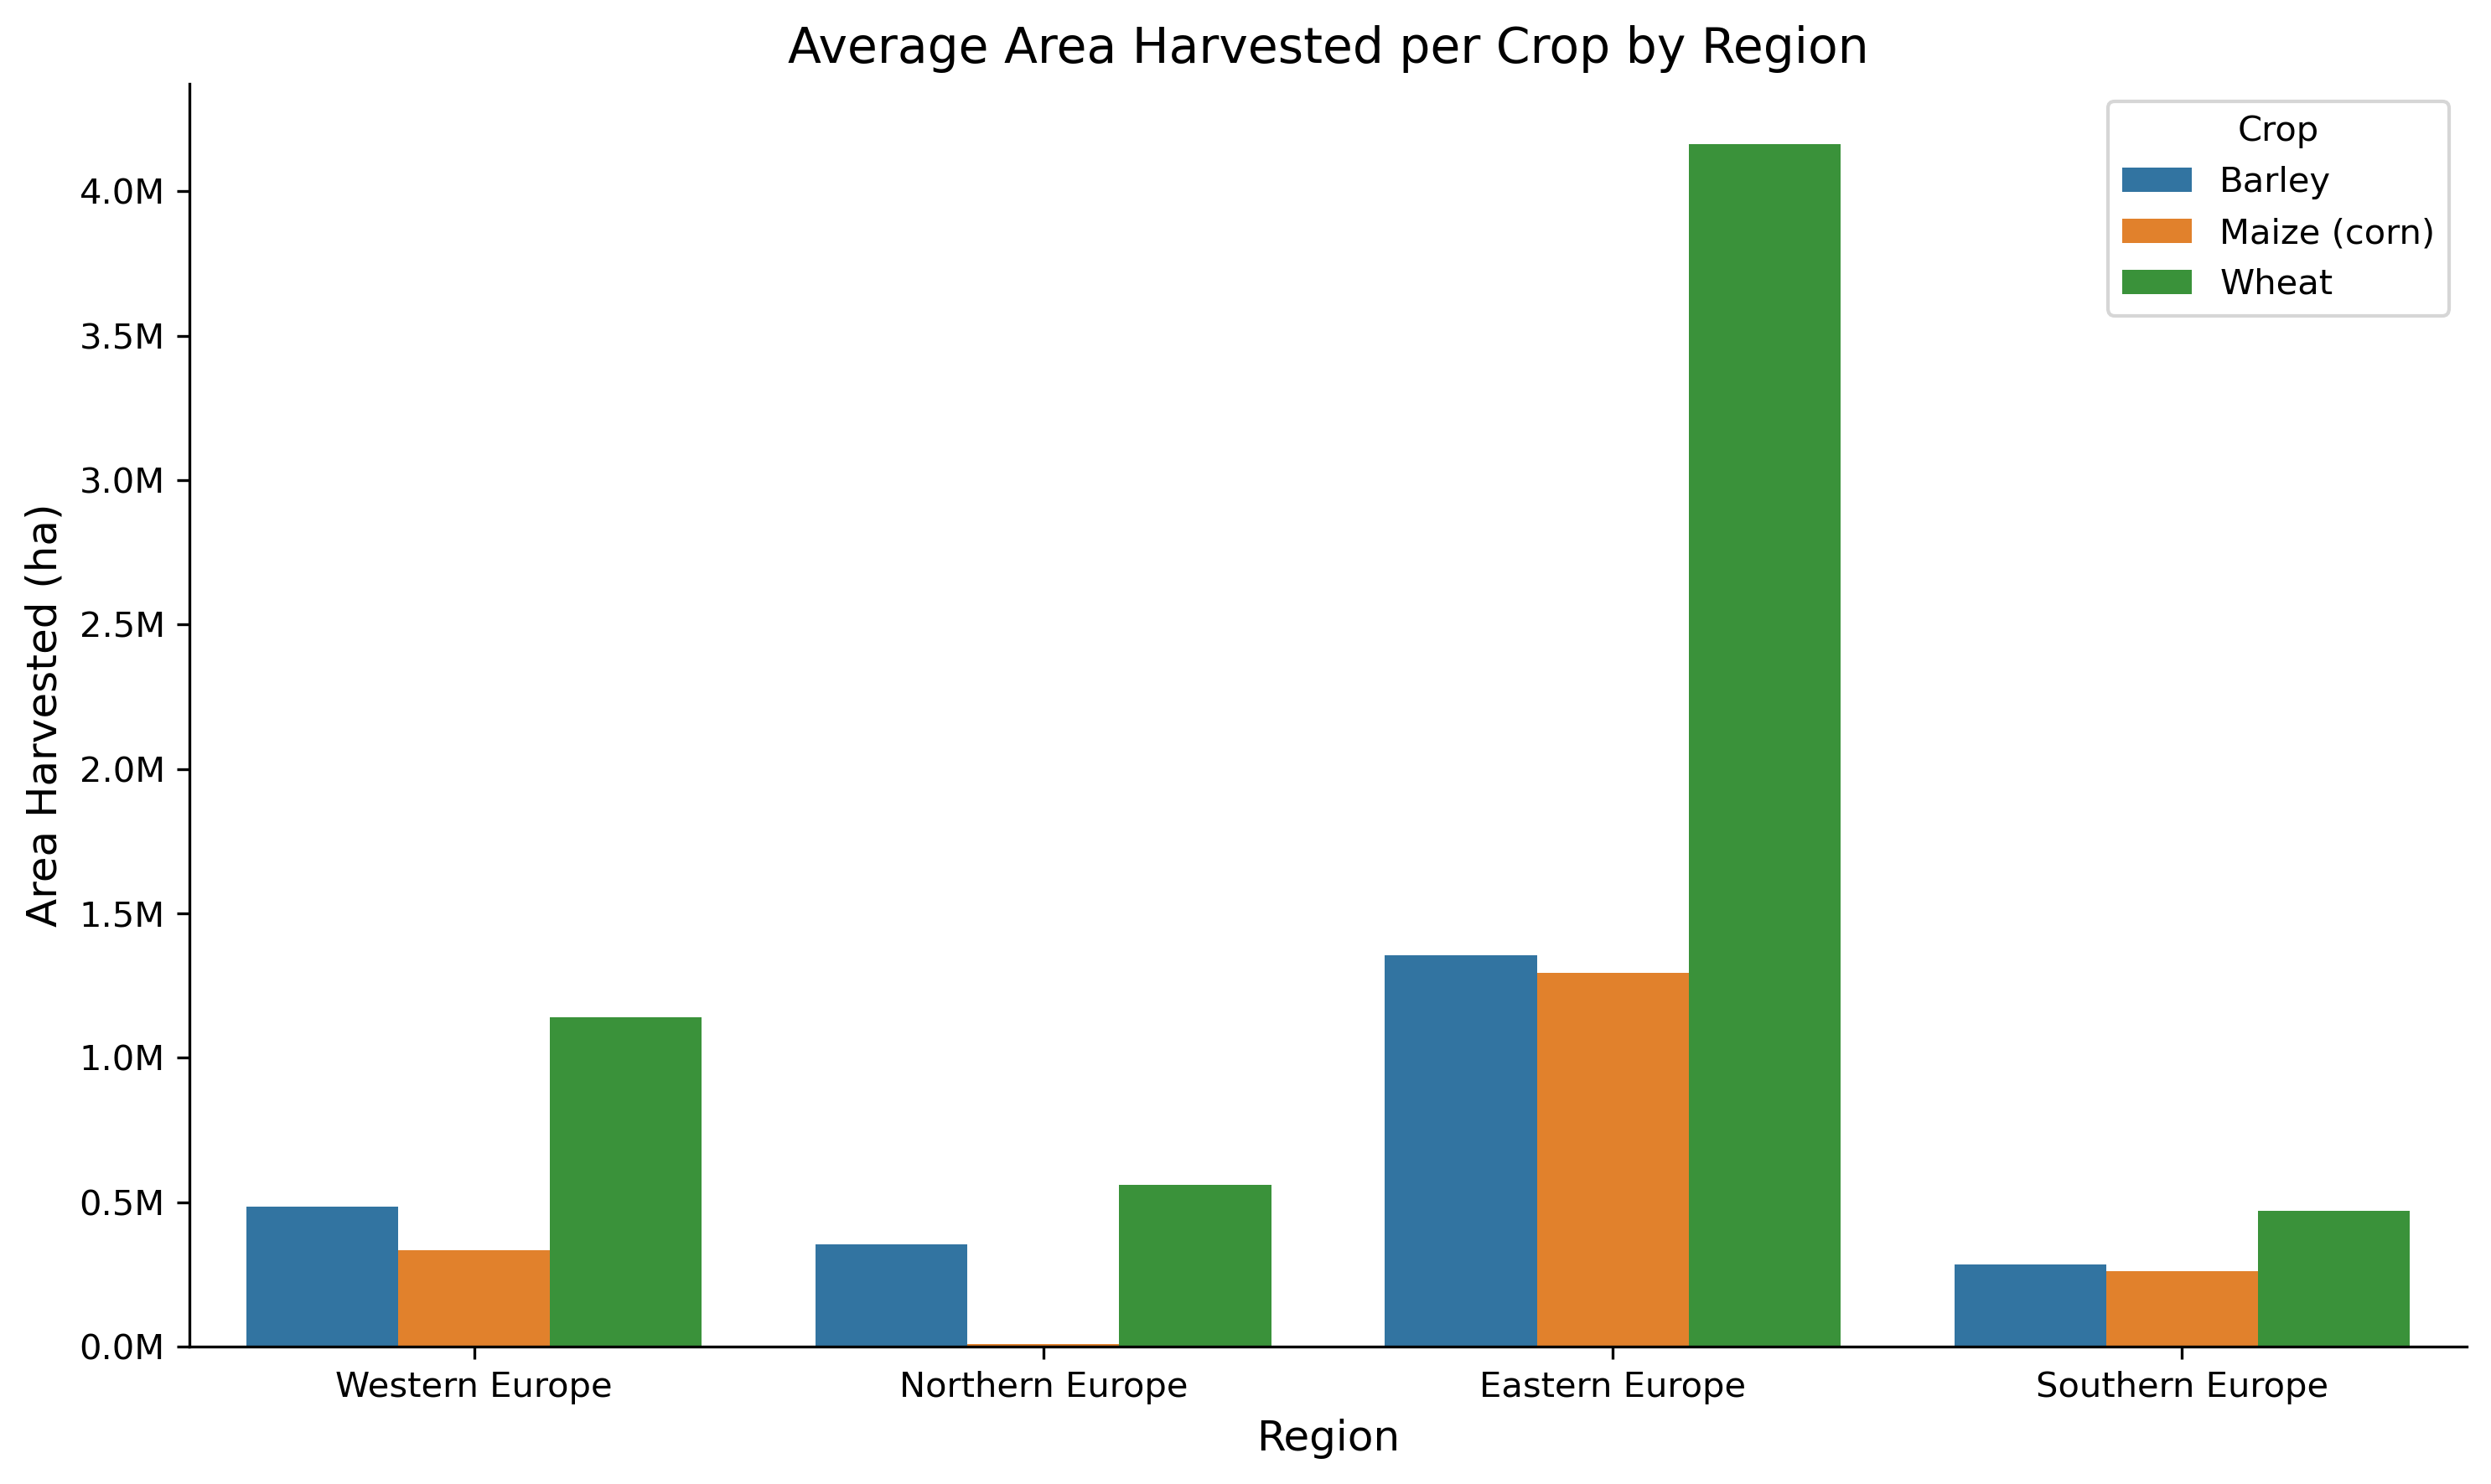 Average Area Harvested per Crop by Region
Crop
Barley
Maize (corn)
Wheat
Area Harvested (ha)
4.0M
3.5M
3.0M
2.5M
2.0M
1.5M
1.0M
0.5M
0.0M
Western Europe
Northern Europe
Eastern Europe
Southern Europe
Region